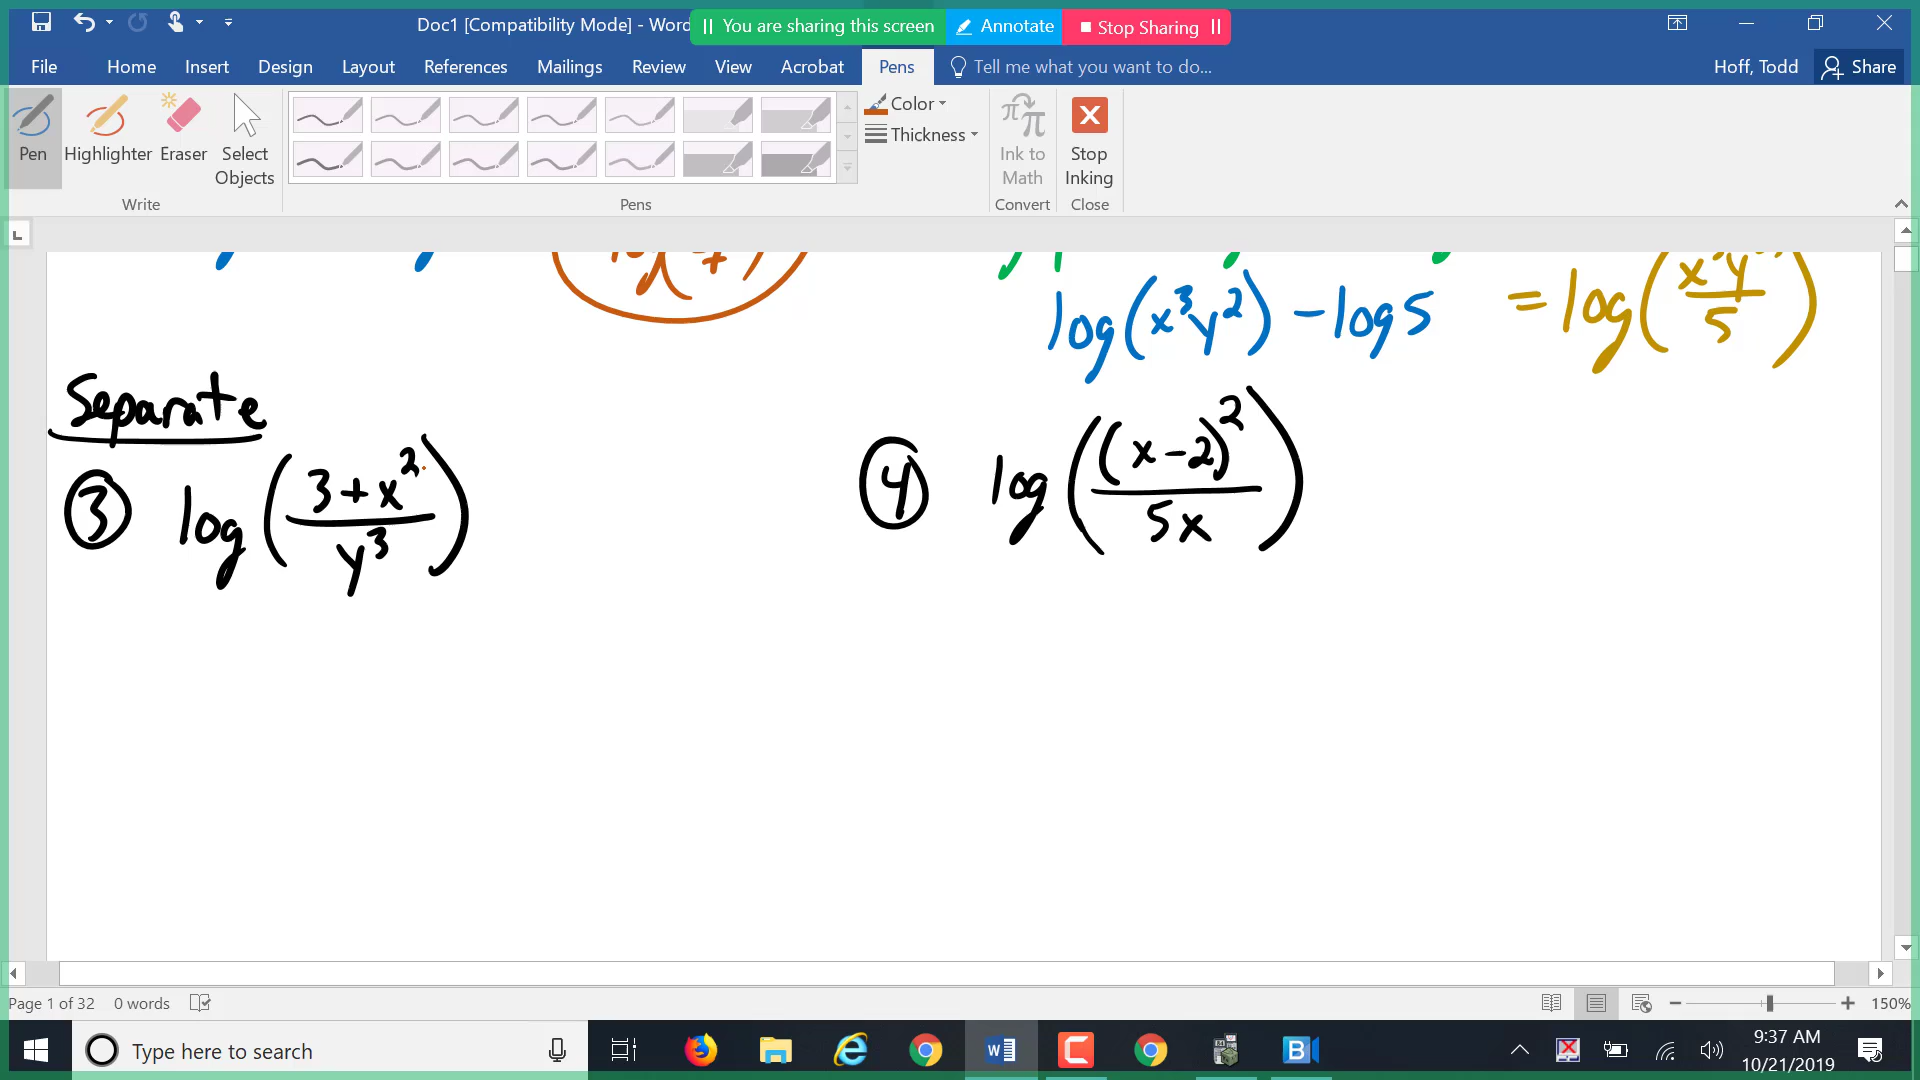 Doc1 [Compatibility Mode] - Word
You are sharing this screen
Annotate
Stop Sharing
File Home Insert Design Layout References Mailings Review View Acrobat Pens Tell me what you want to do... Hoff, Todd Share
Pen Highlighter Eraser Select Objects
Color
Thickness
Ink to Math
Stop Inking
Write Pens Convert Close
log(x³y²) - log 5 = log(x³y²/5)
Separate
③ log((3+x²)/y³)
④ log((x-2)²/5x)
Page 1 of 32 0 words 150%
Type here to search
9:37 AM
10/21/2019